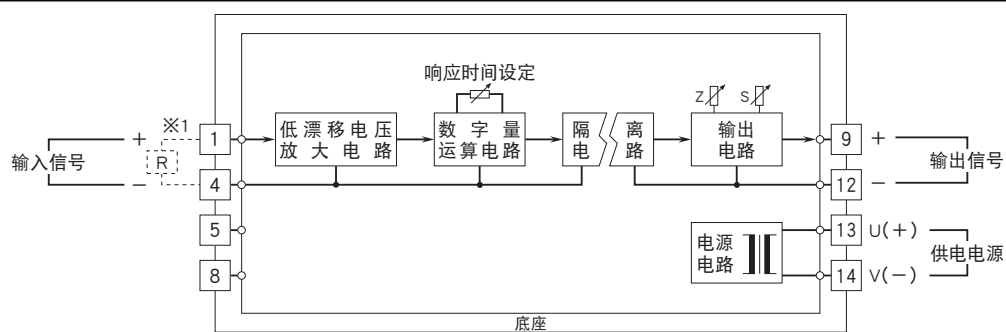 响应时间设定
Z
S
※1
+
1
低漂移电压
放大电路
数字量
运算电路
隔离
电路
输出
电路
9
+
输入信号
R
输出信号
−
4
12
−
5
13
U(+)
电源
电路
供电电源
8
14
V(−)
底座